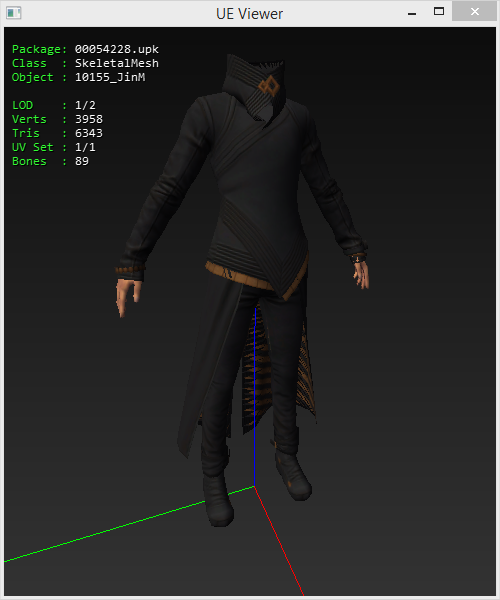 UE Viewer
Package: 00054228.upk
Class : SkeletalMesh
Object : 10155_JinM
LOD : 1/2
Verts : 3958
Tris : 6343
UV Set : 1/1
Bones : 89